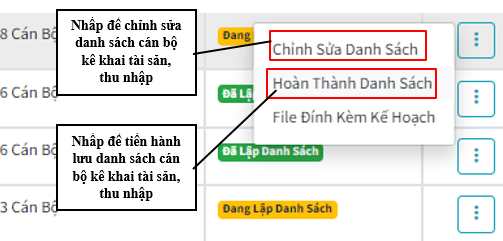 Nhấp để chỉnh sửa
danh sách cán bộ
kê khai tài sản,
thu nhập
8 Cán Bộ
Đang
Chỉnh Sửa Danh Sách
Hoàn Thành Danh Sách
File Đính Kèm Kế Hoạch
6 Cán Bộ
Đã Lậ
Nhấp để tiến hành
lưu danh sách cán
bộ kê khai tài sản,
thu nhập
6 Cán Bộ
Đã Lập Danh Sách
3 Cán Bộ
Đang Lập Danh Sách